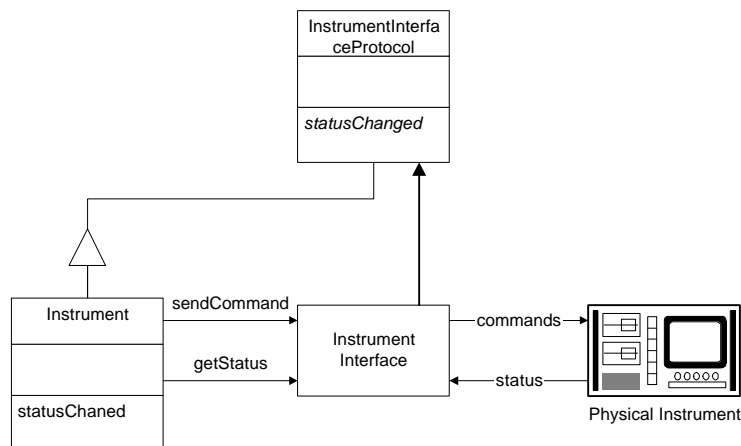 InstrumentInterfa
ceProtocol
statusChanged
Instrument
sendCommand
getStatus
statusChaned
Instrument
Interface
commands
status
Physical Instrument